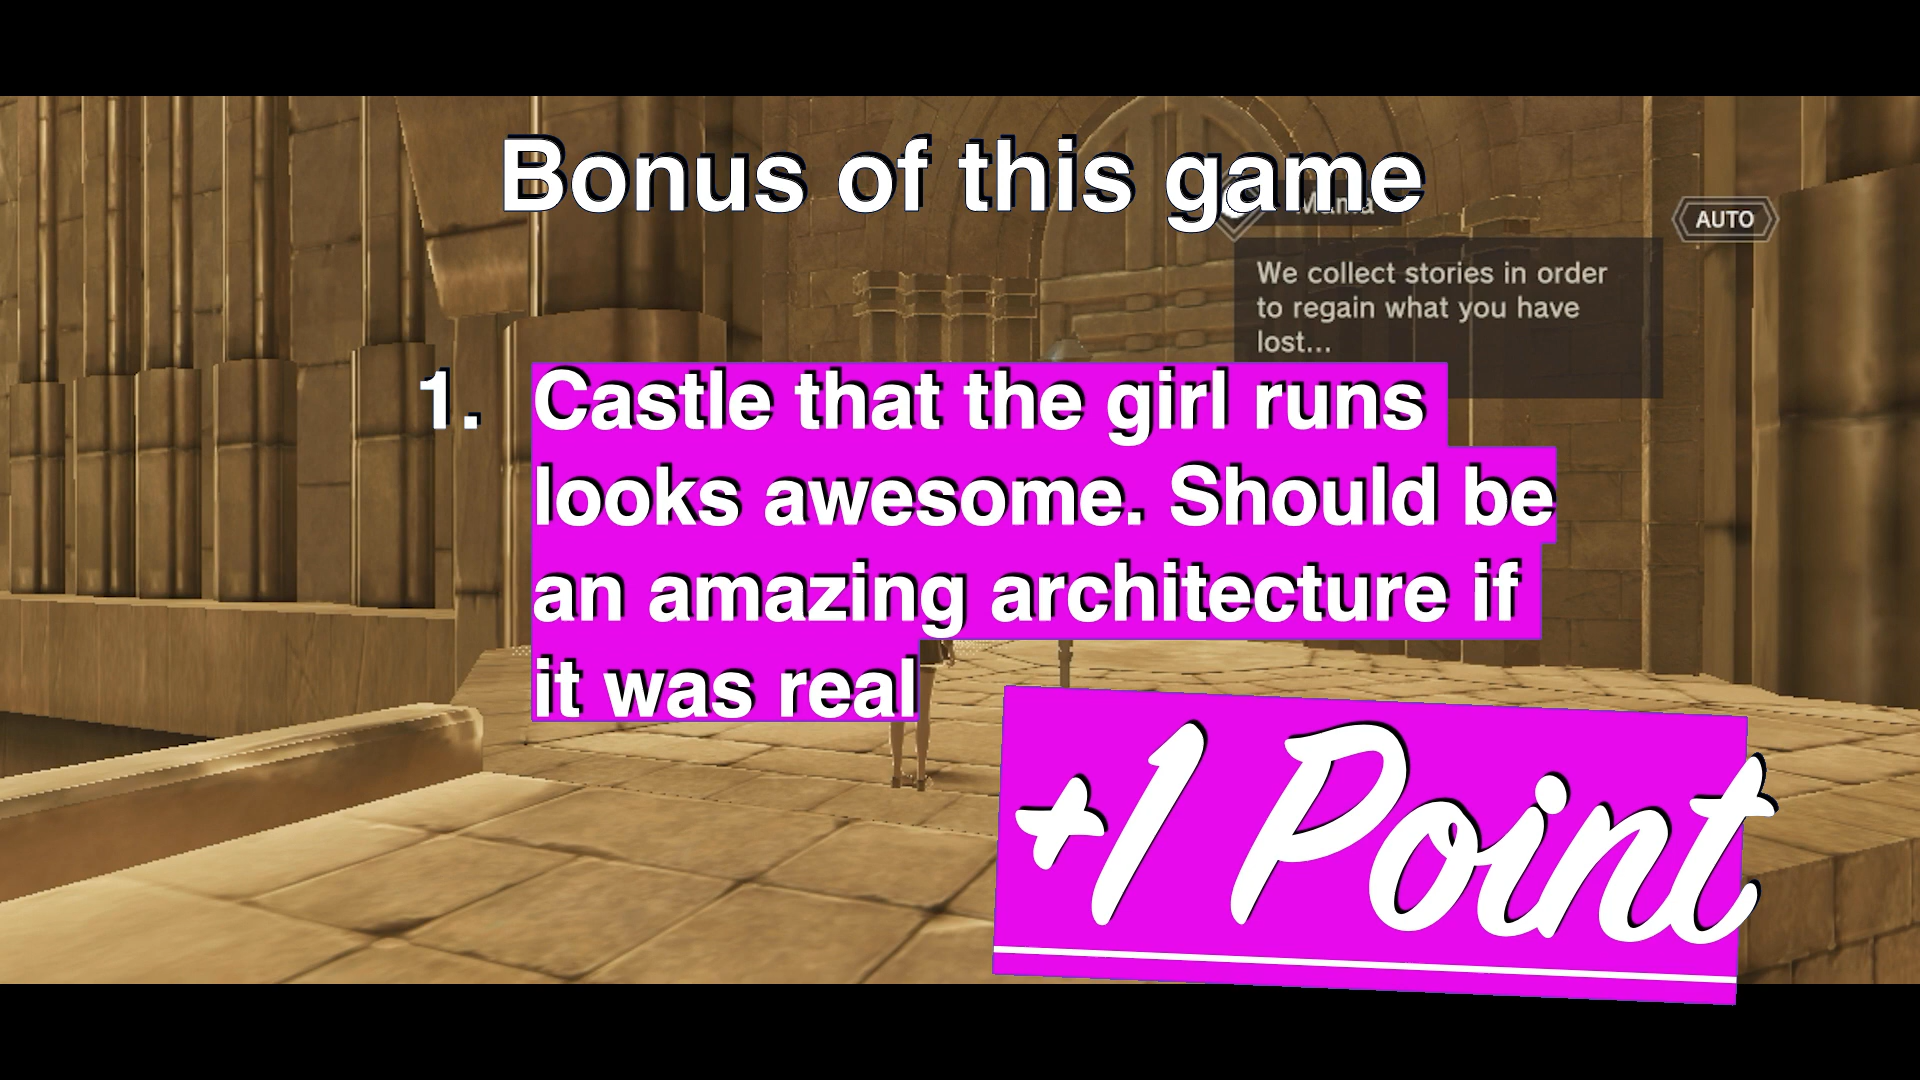 Bonus of this game
Mama
AUTO
We collect stories in order
to regain what you have
lost...
1. Castle that the girl runs
looks awesome. Should be
an amazing architecture if
it was real
+1 Point